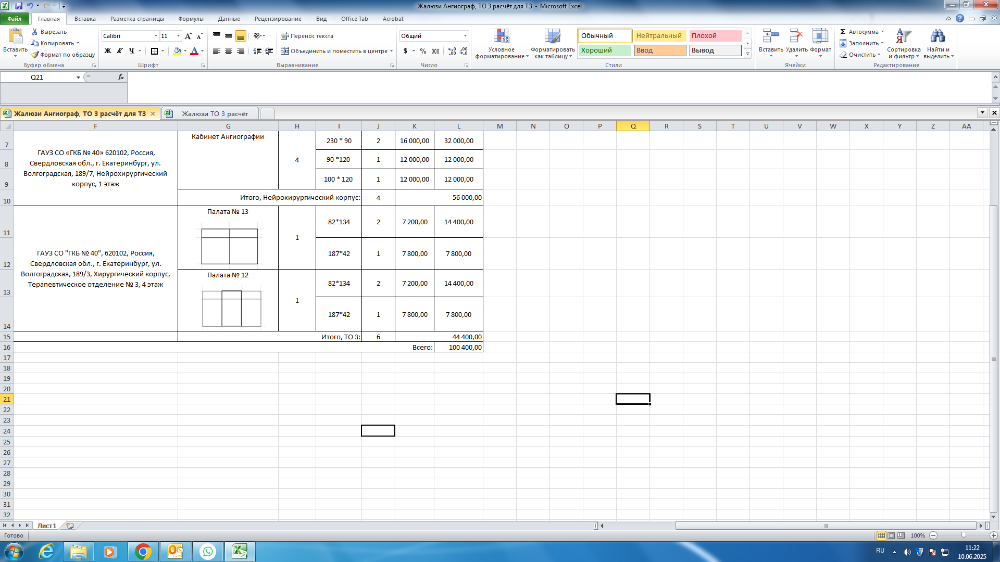 Жалюзи Ангиограф, ТО 3 расчёт для ТЗ - Microsoft Excel
Файл Главная Вставка Разметка страницы Формулы Данные Рецензирование Вид Office Tab Acrobat
Вставить
Вырезать
Копировать
Формат по образцу
Буфер обмена
Calibri 11
Ж К Ч
Шрифт
Перенос текста
Объединить и поместить в центре
Выравнивание
Общий
$ % 000
Число
Условное форматирование
Форматировать как таблицу
Обычный Нейтральный Плохой
Хороший Ввод Вывод
Стили
Вставить Удалить Формат
Ячейки
Σ Автосумма
Заполнить
Очистить
Сортировка и фильтр
Найти и выделить
Редактирование
Q21 fx
Жалюзи Ангиограф, ТО 3 расчёт для ТЗ Жалюзи ТО 3 расчёт
F G H I J K L M N O P Q R S T U V W X Y Z AA
7 Кабинет Ангиографии 230 * 90 2 16 000,00 32 000,00
ГАУЗ СО «ГКБ № 40» 620102, Россия,
Свердловская обл., г. Екатеринбург, ул.
Волгоградская, 189/7, Нейрохирургический
корпус, 1 этаж
4
8 90 *120 1 12 000,00 12 000,00
9 100 * 120 1 12 000,00 12 000,00
10 Итого, Нейрохирургический корпус: 4 56 000,00
Палата № 13
11 82*134 2 7 200,00 14 400,00
1
12 187*42 1 7 800,00 7 800,00
ГАУЗ СО "ГКБ № 40", 620102, Россия,
Свердловская обл., г. Екатеринбург, ул.
Волгоградская, 189/3, Хирургический корпус,
Терапевтическое отделение № 3, 4 этаж
Палата № 12
13 82*134 2 7 200,00 14 400,00
1
14 187*42 1 7 800,00 7 800,00
15 Итого, ТО 3: 6 44 400,00
16 Всего: 100 400,00
17
18
19
20
21
22
23
24
25
26
27
28
29
30
31
32
Лист1
Готово 100%
RU 11:22
10.06.2025